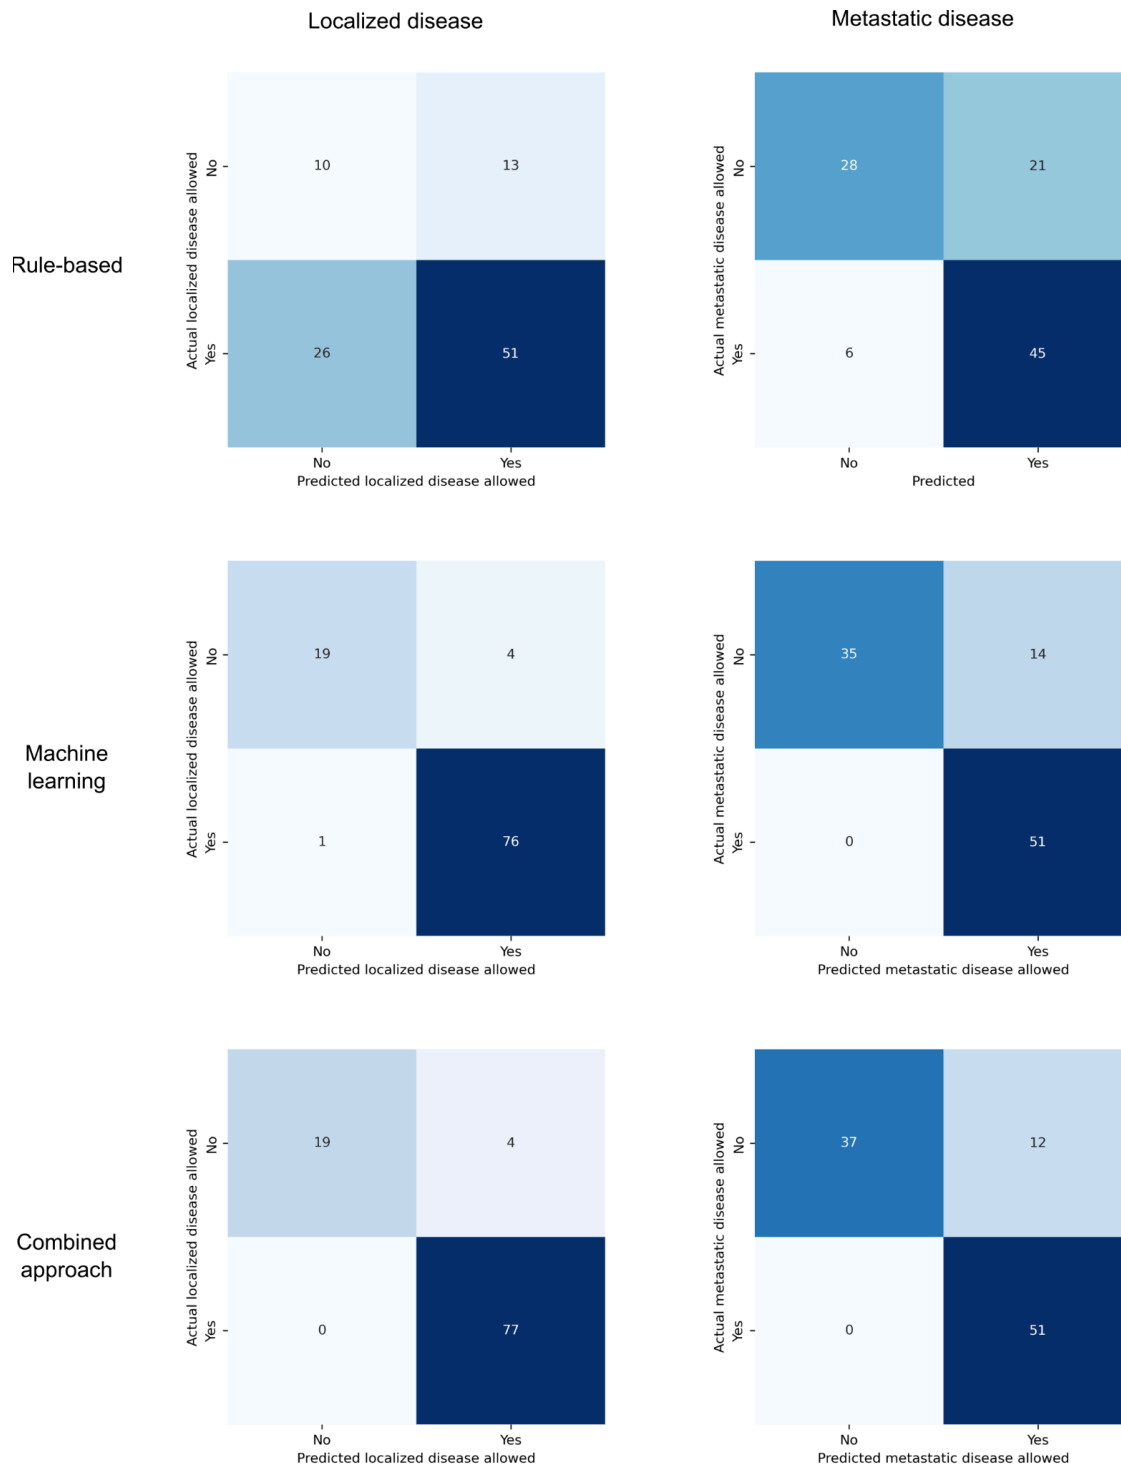 Localized disease
Metastatic disease
Rule-based
Actual localized disease allowed
No
Yes
10
13
26
51
No
Yes
Predicted localized disease allowed
Actual metastatic disease allowed
No
Yes
28
21
6
45
No
Yes
Predicted
Machine
learning
Actual localized disease allowed
No
Yes
19
4
1
76
No
Yes
Predicted localized disease allowed
Actual metastatic disease allowed
No
Yes
35
14
0
51
No
Yes
Predicted metastatic disease allowed
Combined
approach
Actual localized disease allowed
No
Yes
19
4
0
77
No
Yes
Predicted localized disease allowed
Actual metastatic disease allowed
No
Yes
37
12
0
51
No
Yes
Predicted metastatic disease allowed